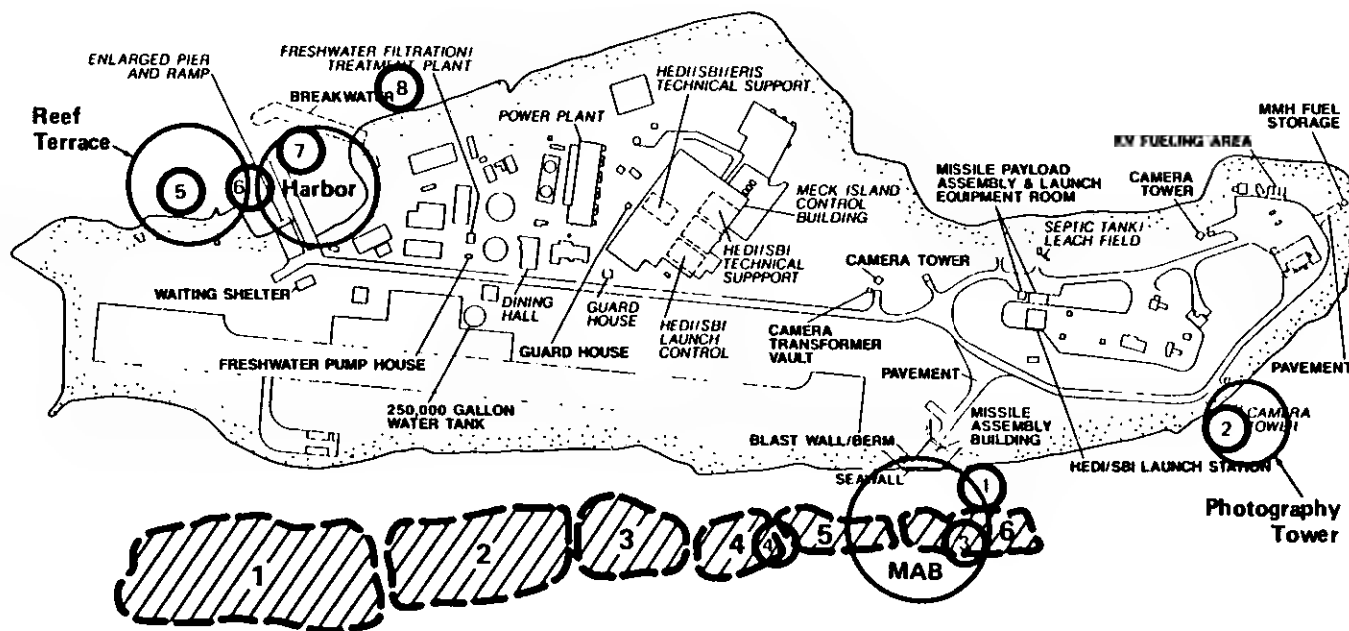 ENLARGED PIER
AND RAMP
FRESHWATER FILTRATION/
TREATMENT PLANT
BREAKWATER
8
HEDI/SBI/ERIS
TECHNICAL SUPPORT
POWER PLANT
Reef
Terrace
5
6
7
Harbor
MECK ISLAND
CONTROL
BUILDING
HEDI/SBI
TECHNICAL
SUPPPORT
MISSILE PAYLOAD
ASSEMBLY & LAUNCH
EQUIPMENT ROOM
MMH FUEL
STORAGE
KV FUELING AREA
CAMERA
TOWER
SEPTIC TANK/
LEACH FIELD
CAMERA TOWER
WAITING SHELTER
DINING
HALL
GUARD
HOUSE
HEDI/SBI
LAUNCH
CONTROL
CAMERA
TRANSFORMER
VAULT
FRESHWATER PUMP HOUSE
GUARD HOUSE
PAVEMENT
PAVEMENT
250,000 GALLON
WATER TANK
MISSILE
ASSEMBLY
BUILDING
BLAST WALL/BERM
SEAWALL
2
CAMERA
TOWER
HEDI/SBI LAUNCH STATION
Photography
Tower
1
1
2
3
4
4
5
3
6
MAB